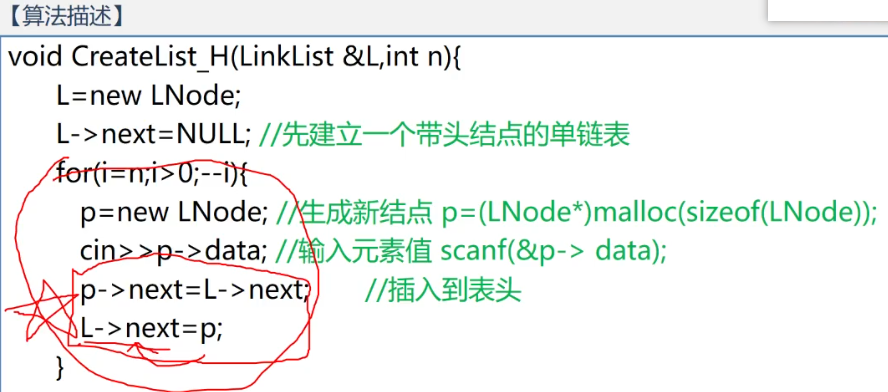 【算法描述】
void CreateList_H(LinkList &L,int n){
L=new LNode;
L->next=NULL; //先建立一个带头结点的单链表
for(i=n;i>0;--i){
p=new LNode; //生成新结点 p=(LNode*)malloc(sizeof(LNode));
cin>>p->data; //输入元素值 scanf(&p-> data);
p->next=L->next; //插入到表头
L->next=p;
}